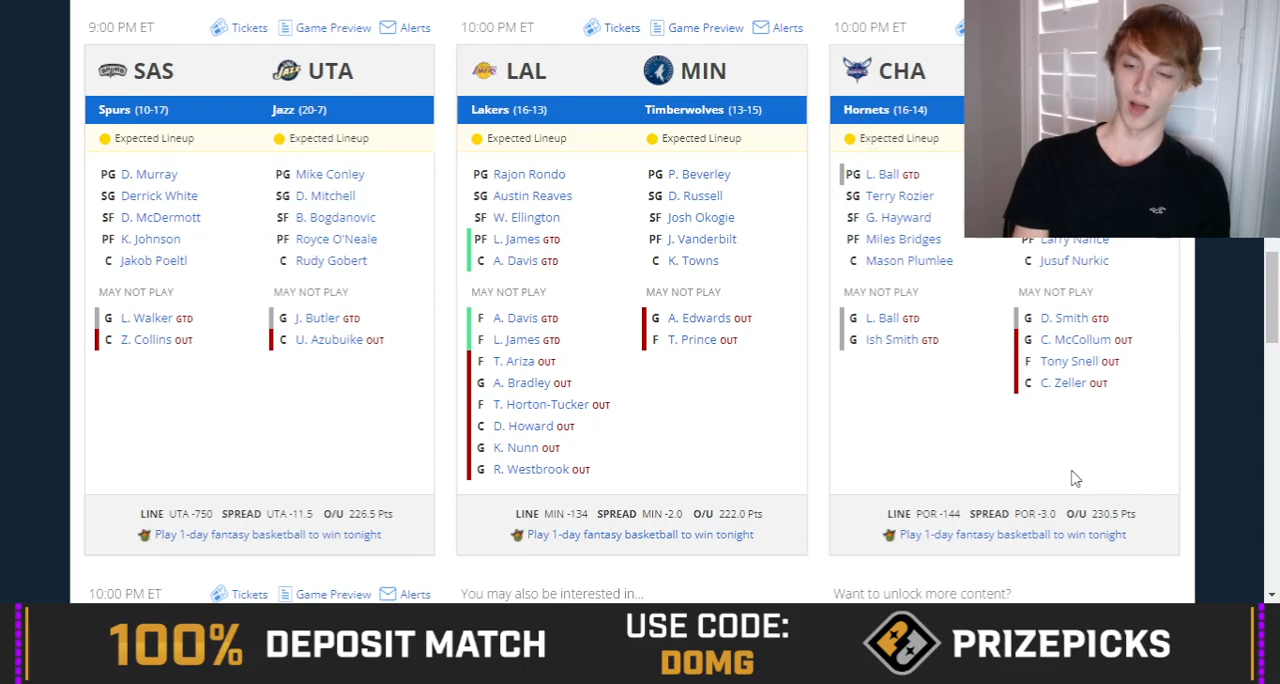 9:00 PM ET Tickets Game Preview Alerts
SAS UTA
Spurs (10-17) Jazz (20-7)
Expected Lineup Expected Lineup
PG D. Murray PG Mike Conley
SG Derrick White SG D. Mitchell
SF D. McDermott SF B. Bogdanovic
PF K. Johnson PF Royce O'Neale
C Jakob Poeltl C Rudy Gobert
MAY NOT PLAY MAY NOT PLAY
G L. Walker GTD G J. Butler GTD
C Z. Collins OUT C U. Azubuike OUT
LINE UTA -750 SPREAD UTA -11.5 O/U 226.5 Pts
Play 1-day fantasy basketball to win tonight
10:00 PM ET Tickets Game Preview Alerts
LAL MIN
Lakers (16-13) Timberwolves (13-15)
Expected Lineup Expected Lineup
PG Rajon Rondo PG P. Beverley
SG Austin Reaves SG D. Russell
SF W. Ellington SF Josh Okogie
PF L. James GTD PF J. Vanderbilt
C A. Davis GTD C K. Towns
MAY NOT PLAY MAY NOT PLAY
F A. Davis GTD G A. Edwards OUT
F L. James GTD F T. Prince OUT
F T. Ariza OUT
G A. Bradley OUT
F T. Horton-Tucker OUT
C D. Howard OUT
G K. Nunn OUT
G R. Westbrook OUT
LINE MIN -134 SPREAD MIN -2.0 O/U 222.0 Pts
Play 1-day fantasy basketball to win tonight
10:00 PM ET
CHA
Hornets (16-14)
Expected Lineup
PG L. Ball GTD
SG Terry Rozier
SF G. Hayward
PF Miles Bridges PF Larry Nance
C Mason Plumlee C Jusuf Nurkic
MAY NOT PLAY MAY NOT PLAY
G L. Ball GTD G D. Smith GTD
G Ish Smith GTD G C. McCollum OUT
F Tony Snell OUT
C C. Zeller OUT
LINE POR -144 SPREAD POR -3.0 O/U 230.5 Pts
Play 1-day fantasy basketball to win tonight
10:00 PM ET Tickets Game Preview Alerts
You may also be interested in...
Want to unlock more content?
100% DEPOSIT MATCH
USE CODE:
DOMG
PRIZEPICKS